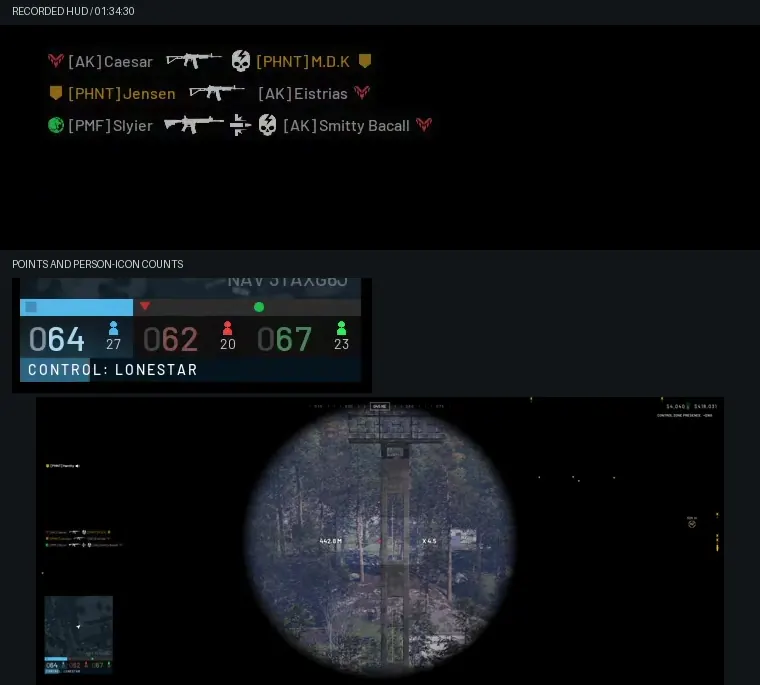 RECORDED HUD / 01:34:30
[AK] Caesar [PHNT] M.D.K
[PHNT] Jensen [AK] Eistrias
[PMF] Slyier [AK] Smitty Bacall
POINTS AND PERSON-ICON COUNTS
064 27 062 20 067 23
CONTROL: LONESTAR
442.0 M X 4.5
064 062 067